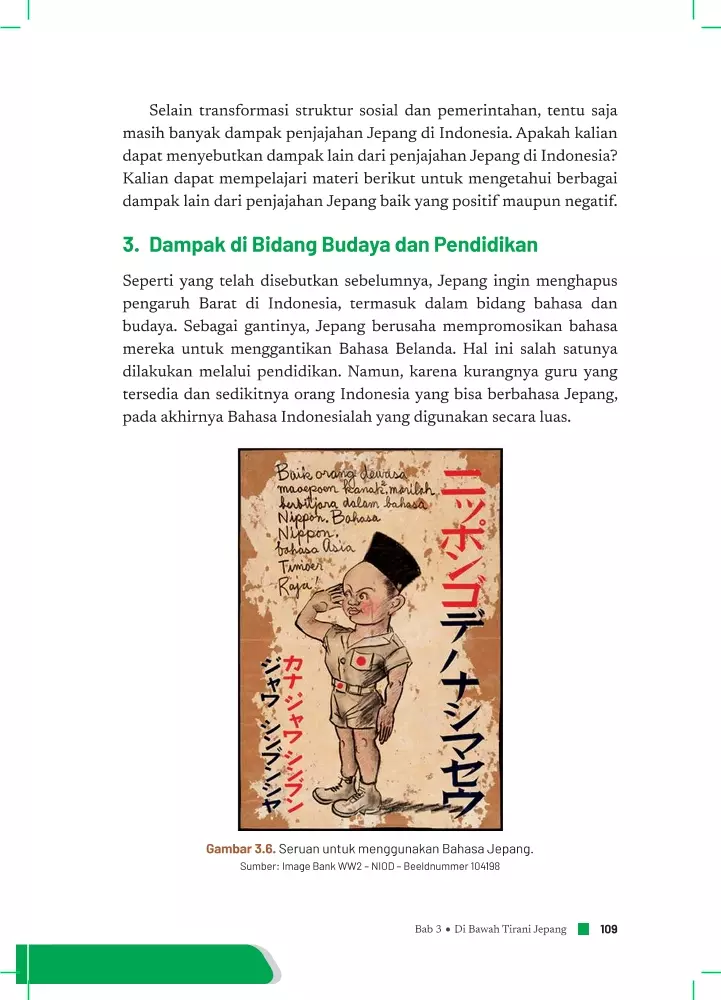 Selain transformasi struktur sosial dan pemerintahan, tentu saja
masih banyak dampak penjajahan Jepang di Indonesia. Apakah kalian
dapat menyebutkan dampak lain dari penjajahan Jepang di Indonesia?
Kalian dapat mempelajari materi berikut untuk mengetahui berbagai
dampak lain dari penjajahan Jepang baik yang positif maupun negatif.
3. Dampak di Bidang Budaya dan Pendidikan
Seperti yang telah disebutkan sebelumnya, Jepang ingin menghapus
pengaruh Barat di Indonesia, termasuk dalam bidang bahasa dan
budaya. Sebagai gantinya, Jepang berusaha mempromosikan bahasa
mereka untuk menggantikan Bahasa Belanda. Hal ini salah satunya
dilakukan melalui pendidikan. Namun, karena kurangnya guru yang
tersedia dan sedikitnya orang Indonesia yang bisa berbahasa Jepang,
pada akhirnya Bahasa Indonesialah yang digunakan secara luas.
Baik orang dewasa
maoepoen kanak², marilah
berbitjara dalam bahasa
Nippon. Bahasa
Nippon,
bahasa Asia
Timoer
Raja!
ニッポンゴデハナシマセウ
カナジャワシンブン
ジャワシンブンシャ
Gambar 3.6. Seruan untuk menggunakan Bahasa Jepang.
Sumber: Image Bank WW2 – NIOD – Beeldnummer 104198
Bab 3 • Di Bawah Tirani Jepang 109